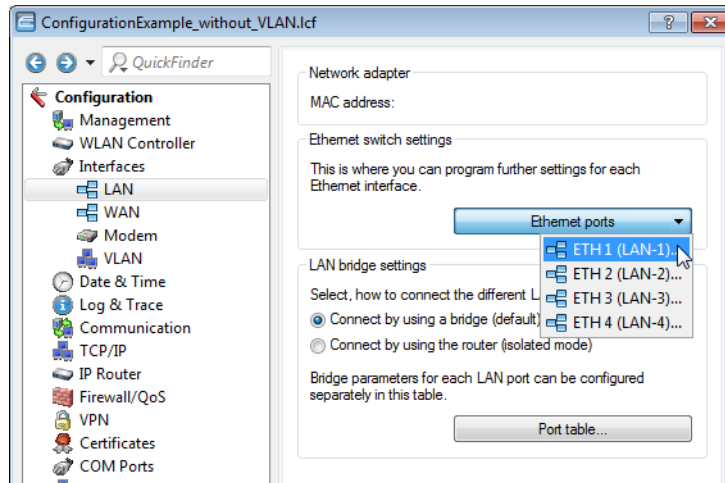 ConfigurationExample_without_VLAN.lcf
QuickFinder
Configuration
Management
WLAN Controller
Interfaces
LAN
WAN
Modem
VLAN
Date & Time
Log & Trace
Communication
TCP/IP
IP Router
Firewall/QoS
VPN
Certificates
COM Ports
Network adapter
MAC address:
Ethernet switch settings
This is where you can program further settings for each
Ethernet interface.
Ethernet ports
ETH 1 (LAN-1)...
ETH 2 (LAN-2)...
ETH 3 (LAN-3)...
ETH 4 (LAN-4)...
LAN bridge settings
Select, how to connect the different L
Connect by using a bridge (default)
Connect by using the router (isolated mode)
Bridge parameters for each LAN port can be configured
separately in this table.
Port table...